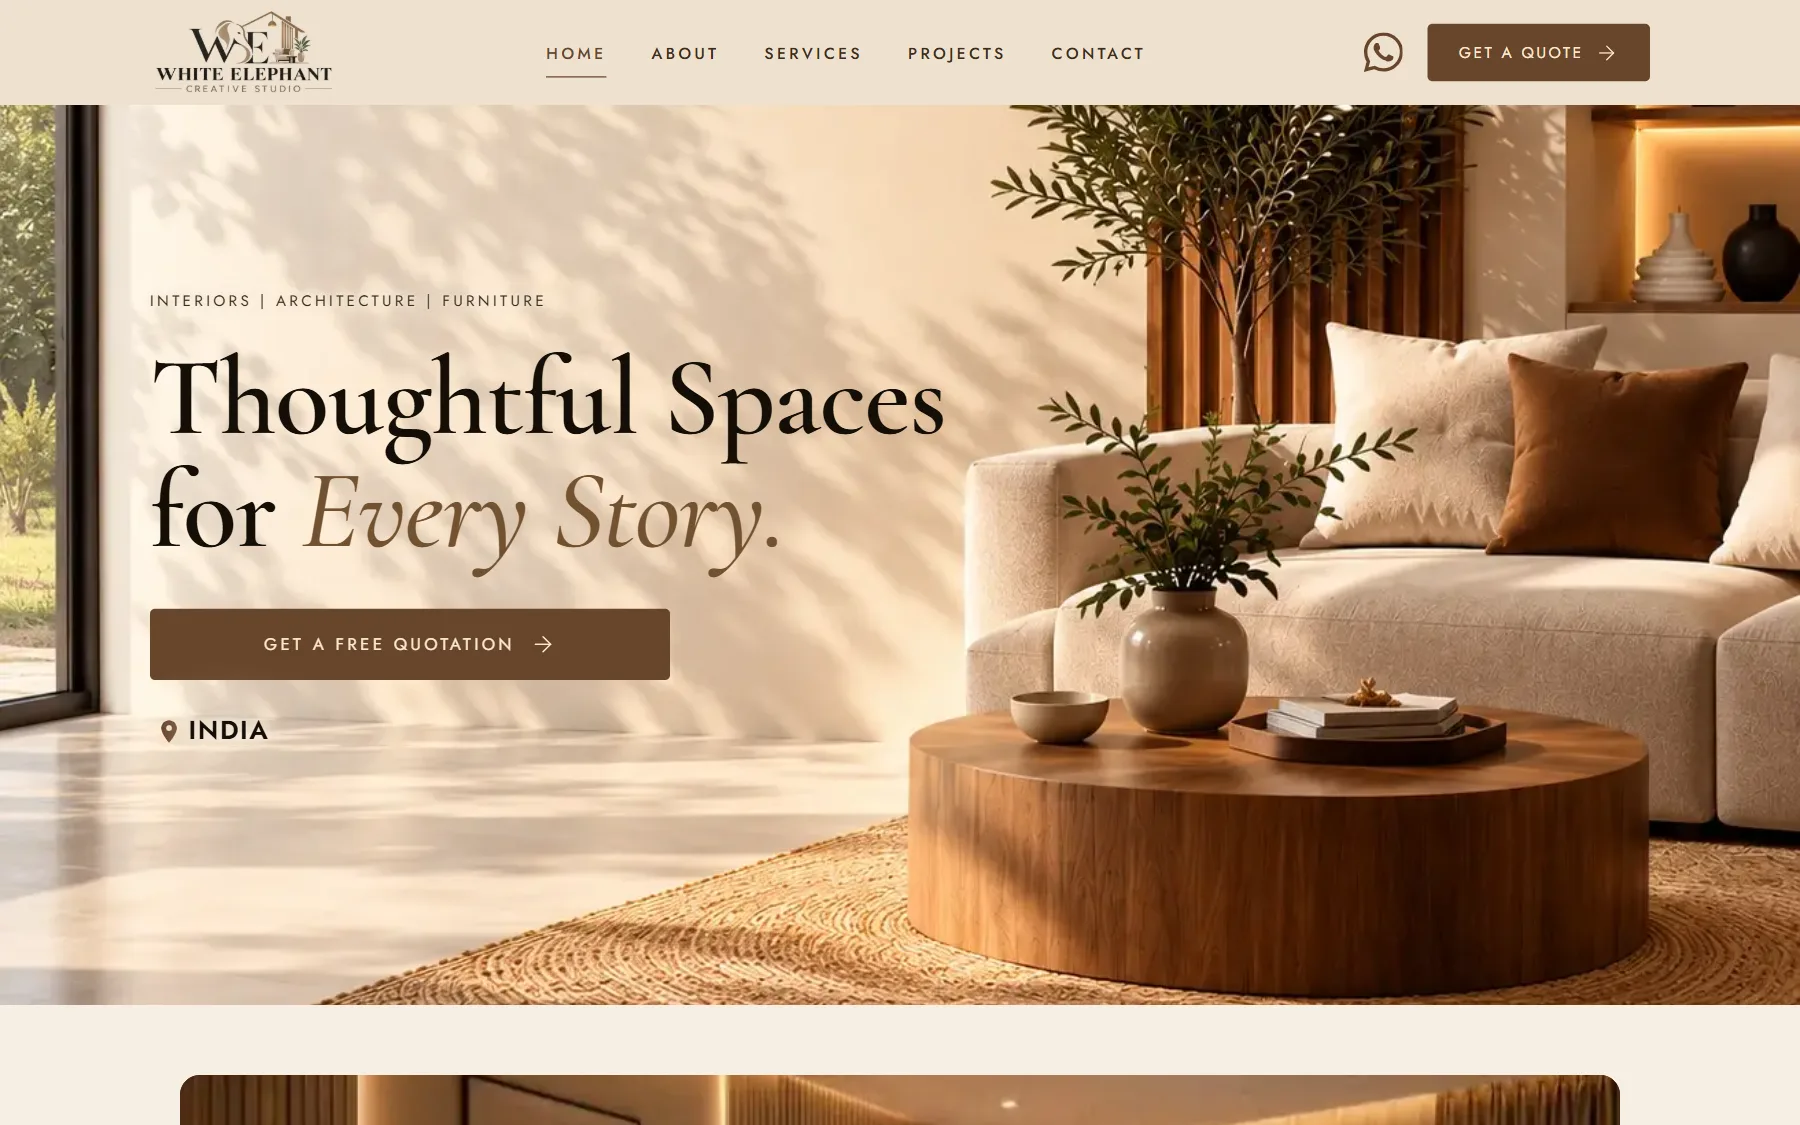 WSE
WHITE ELEPHANT
CREATIVE STUDIO
HOME
ABOUT
SERVICES
PROJECTS
CONTACT
GET A QUOTE
INTERIORS | ARCHITECTURE | FURNITURE
Thoughtful Spaces
for Every Story.
GET A FREE QUOTATION
INDIA